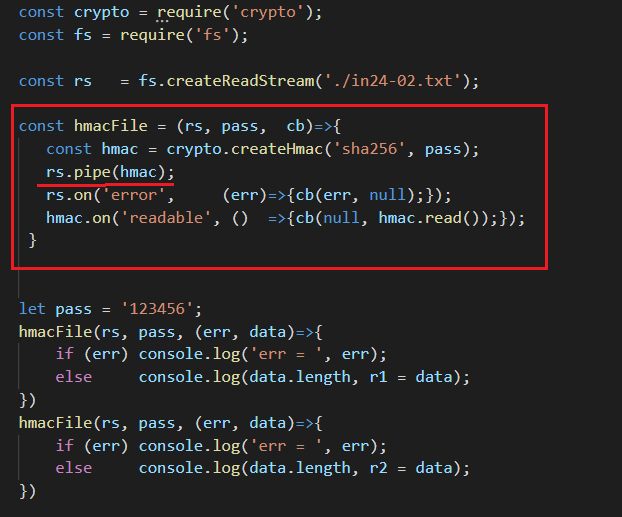 const crypto = require('crypto');
const fs = require('fs');
const rs   = fs.createReadStream('./in24-02.txt');
const hmacFile = (rs, pass,  cb)=>{
   const hmac = crypto.createHmac('sha256', pass);
   rs.pipe(hmac);
   rs.on('error',     (err)=>{cb(err, null);});
   hmac.on('readable', ()  =>{cb(null, hmac.read());});
 }
let pass = '123456';
hmacFile(rs, pass, (err, data)=>{
    if (err) console.log('err = ', err);
    else     console.log(data.length, r1 = data);
})
hmacFile(rs, pass, (err, data)=>{
    if (err) console.log('err = ', err);
    else     console.log(data.length, r2 = data);
})